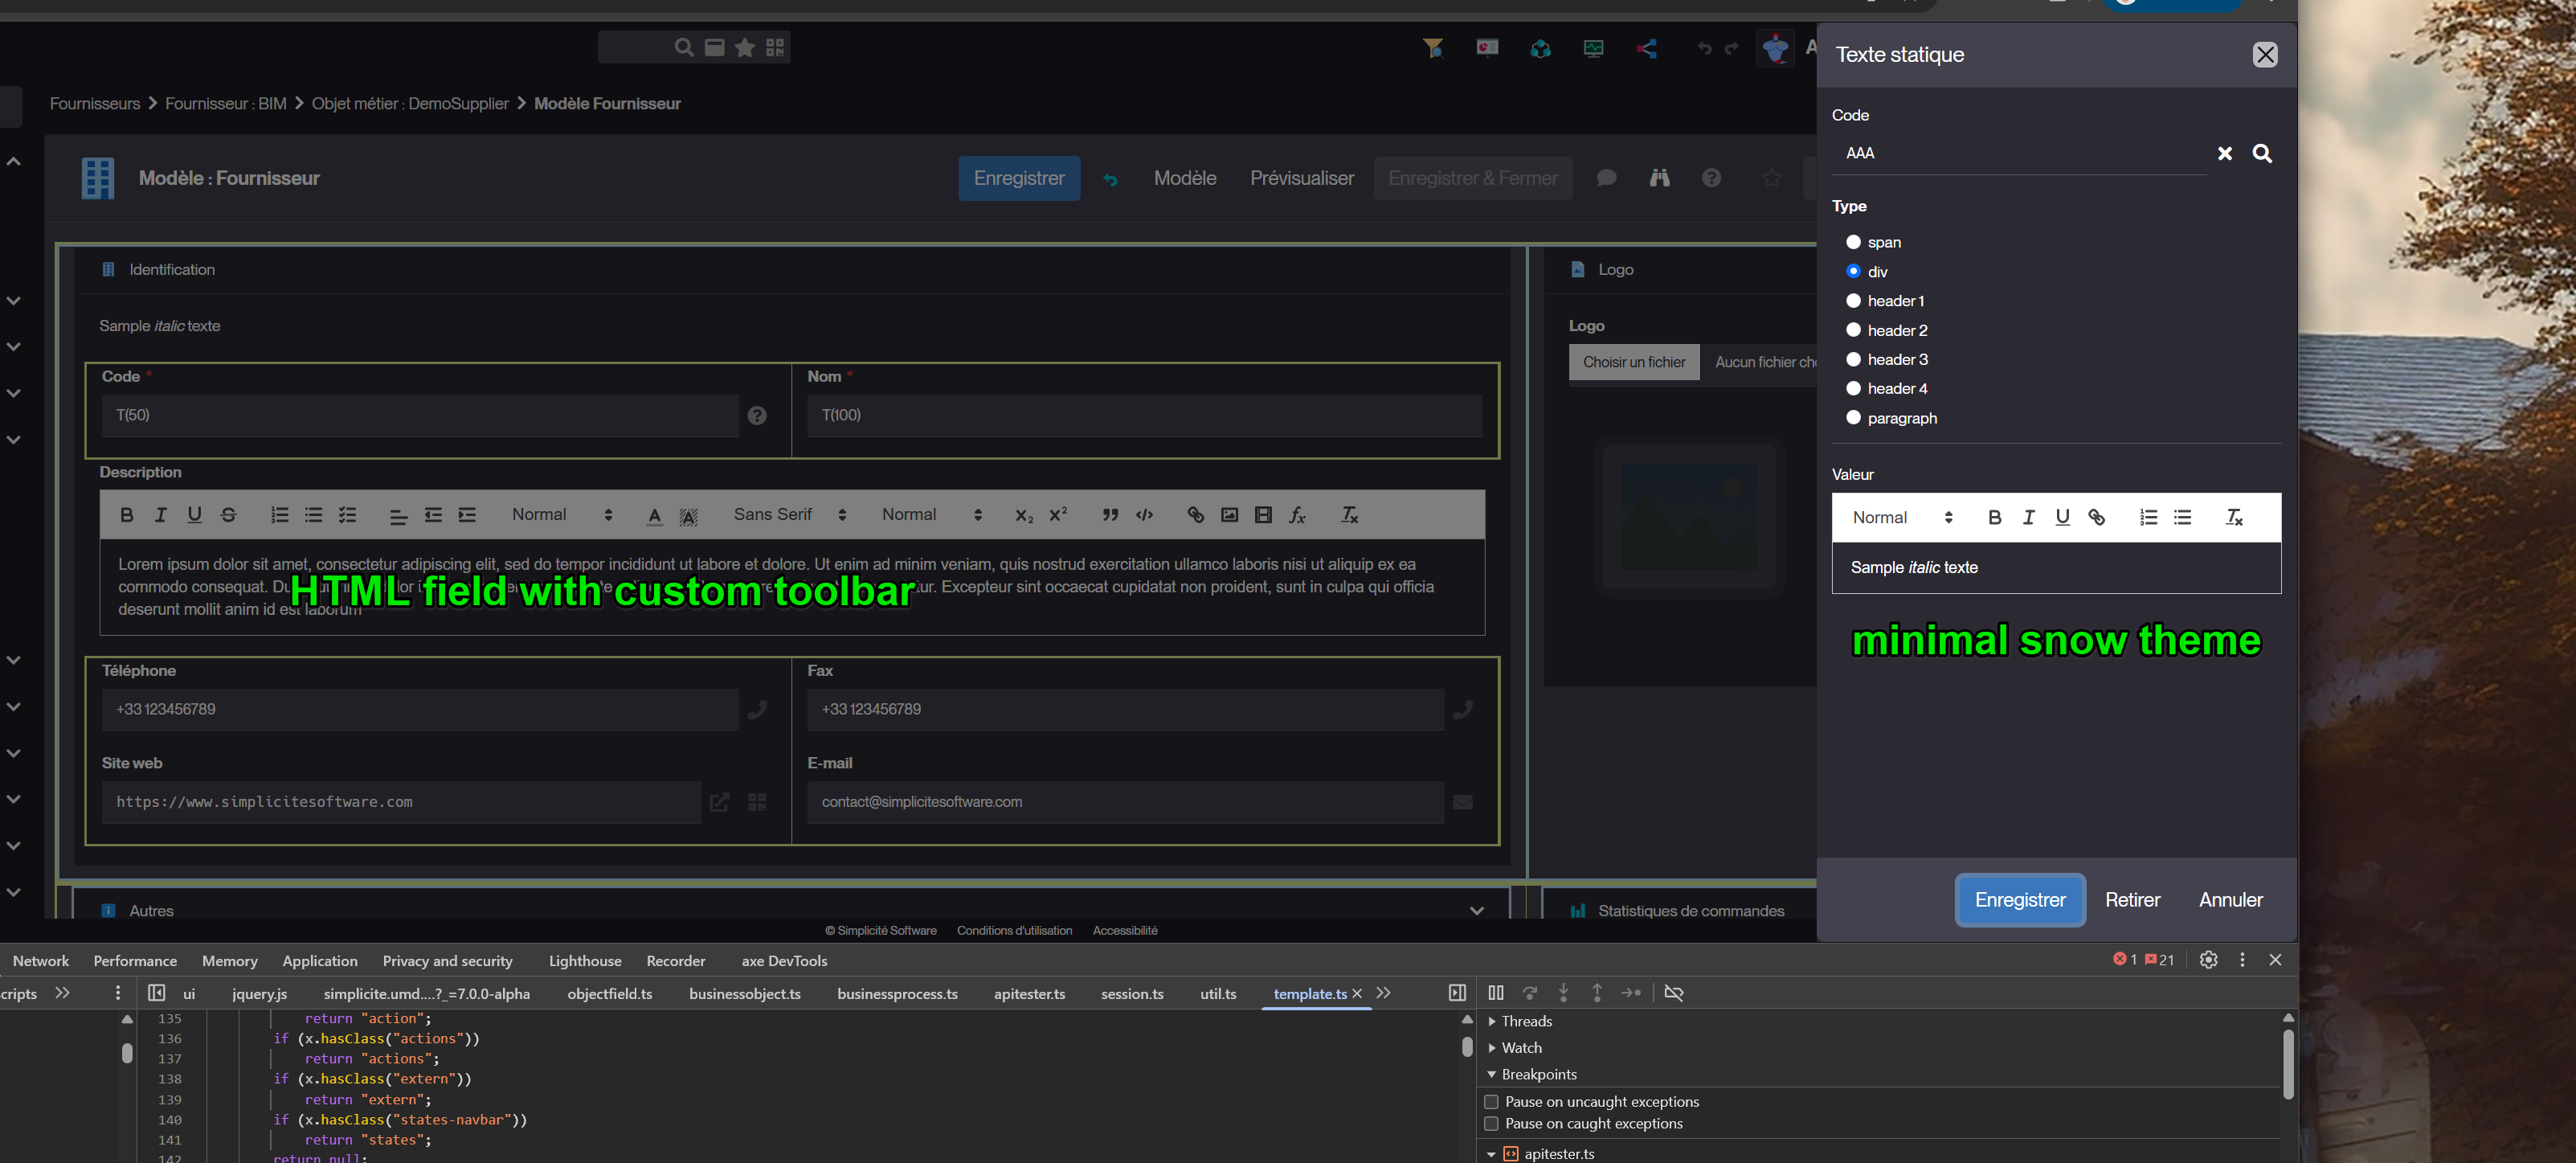 Texte statique
Fournisseurs > Fournisseur : BIM > Objet métier : DemoSupplier > Modèle Fournisseur
Modèle : Fournisseur
Enregistrer
Modèle
Prévisualiser
Enregistrer & Fermer
Identification
Sample italic texte
Code *
T(50)
Nom *
T(100)
Description
Normal
Sans Serif
Normal
Lorem ipsum dolor sit amet, consectetur adipiscing elit, sed do tempor incididunt ut labore et dolore. Ut enim ad minim veniam, quis nostrud exercitation ullamco laboris nisi ut aliquip ex ea
commodo consequat.
tur. Excepteur sint occaecat cupidatat non proident, sunt in culpa qui officia
deserunt mollit anim id est laborum
HTML field with custom toolbar
Téléphone
+33 123456789
Fax
+33 123456789
Site web
https://www.simplicitesoftware.com
E-mail
contact@simplicitesoftware.com
Autres
Logo
Logo
Choisir un fichier
Aucun fichier
Statistiques de commandes
© Simplicité Software
Conditions d'utilisation
Accessibilité
Code
AAA
Type
span
div
header 1
header 2
header 3
header 4
paragraph
Valeur
Normal
Sample italic texte
minimal snow theme
Enregistrer
Retirer
Annuler
Network
Performance
Memory
Application
Privacy and security
Lighthouse
Recorder
axe DevTools
1
21
cripts
ui
jquery.js
simplicite.umd....?_=7.0.0-alpha
objectfield.ts
businessobject.ts
businessprocess.ts
apitester.ts
session.ts
util.ts
template.ts
135 return "action";
136 if (x.hasClass("actions"))
137 return "actions";
138 if (x.hasClass("extern"))
139 return "extern";
140 if (x.hasClass("states-navbar"))
141 return "states";
142 return null;
Threads
Watch
Breakpoints
Pause on uncaught exceptions
Pause on caught exceptions
apitester.ts